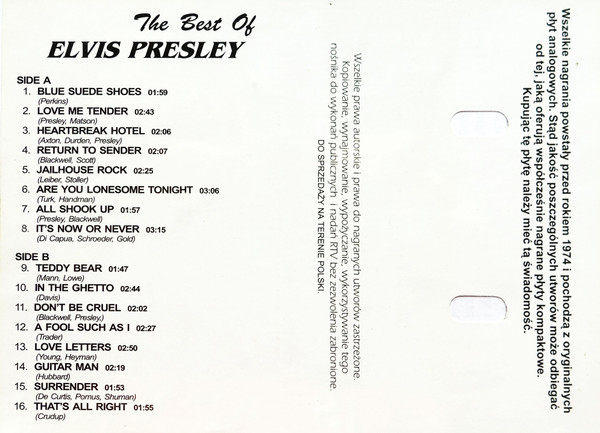 The Best Of
ELVIS PRESLEY
SIDE A
1. BLUE SUEDE SHOES 01:59
(Perkins)
2. LOVE ME TENDER 02:43
(Presley, Matson)
3. HEARTBREAK HOTEL 02:06
(Axton, Durden, Presley)
4. RETURN TO SENDER 02:07
(Blackwell, Scott)
5. JAILHOUSE ROCK 02:25
(Leiber, Stoller)
6. ARE YOU LONESOME TONIGHT 03:06
(Turk, Handman)
7. ALL SHOOK UP 01:57
(Presley, Blackwell)
8. IT'S NOW OR NEVER 03:15
(Di Capua, Schroeder, Gold)
SIDE B
9. TEDDY BEAR 01:47
(Mann, Lowe)
10. IN THE GHETTO 02:44
(Davis)
11. DON'T BE CRUEL 02:02
(Blackwell, Presley,)
12. A FOOL SUCH AS I 02:27
(Trader)
13. LOVE LETTERS 02:50
(Young, Heyman)
14. GUITAR MAN 02:19
(Hubbard)
15. SURRENDER 01:53
(De Curtis, Pomus, Shuman)
16. THAT'S ALL RIGHT 01:55
(Crudup)
Wszelkie prawa autorskie i prawa do nagranych utworów zastrzeżone.
Kopiowanie, wynajmowanie, wypożyczanie, wykorzystywanie tego
nośnika do wykonań publicznych i nadań RTV bez zezwolenia zabronione.
DO SPRZEDAŻY NA TERENIE POLSKI.
Wszelkie nagrania powstały przed rokiem 1974 i pochodzą z oryginalnych
płyt analogowych. Stąd jakość poszczególnych utworów może odbiegać
od tej, jaką oferują współcześnie nagrane płyty kompaktowe.
Kupując tę płytę należy mieć tą świadomość.